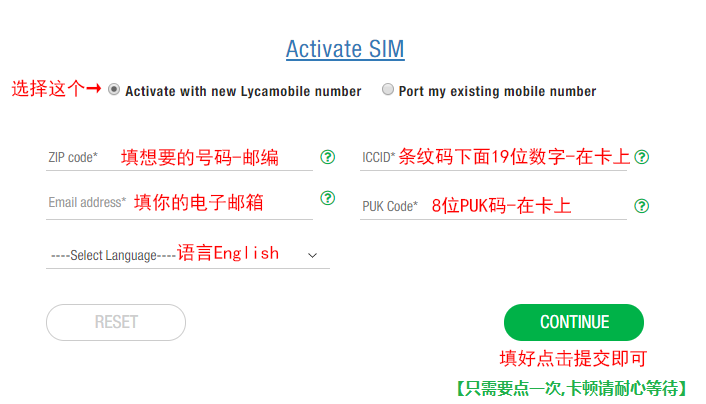 Activate SIM
选择这个→ Activate with new Lycamobile number Port my existing mobile number
ZIP code* 填想要的号码-邮编 ? ICCID* 条纹码下面19位数字-在卡上 ?
Email address* 填你的电子邮箱 ? PUK Code* 8位PUK码-在卡上 ?
----Select Language---- 语言English
RESET CONTINUE
填好点击提交即可
【只需要点一次,卡顿请耐心等待】